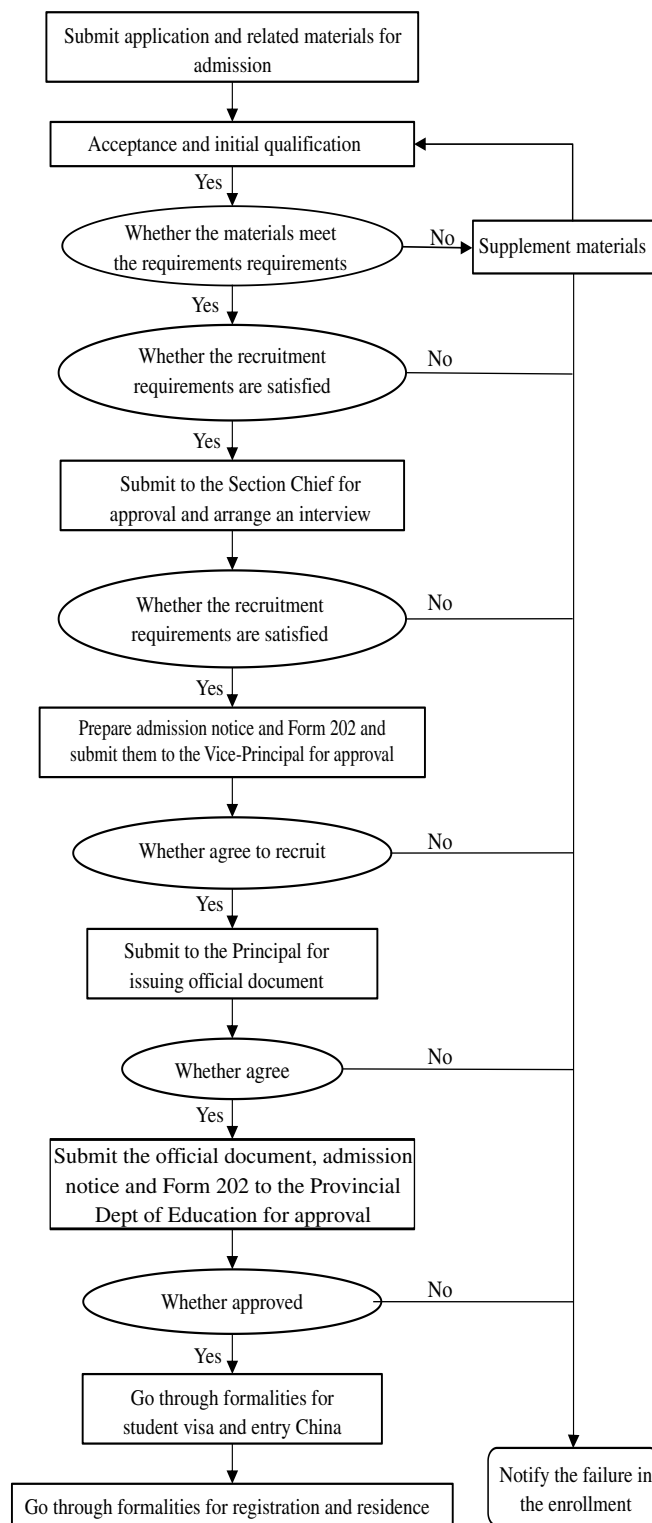 Submit application and related materials for
admission
Acceptance and initial qualification
Yes
Whether the materials meet
the requirements requirements
No
Supplement materials
Yes
Whether the recruitment
requirements are satisfied
No
Yes
Submit to the Section Chief for
approval and arrange an interview
Whether the recruitment
requirements are satisfied
No
Yes
Prepare admission notice and Form 202 and
submit them to the Vice-Principal for approval
Whether agree to recruit
No
Yes
Submit to the Principal for
issuing official document
Whether agree
No
Yes
Submit the official document, admission
notice and Form 202 to the Provincial
Dept of Education for approval
Whether approved
No
Yes
Go through formalities for
student visa and entry China
Go through formalities for registration and residence
Notify the failure in
the enrollment